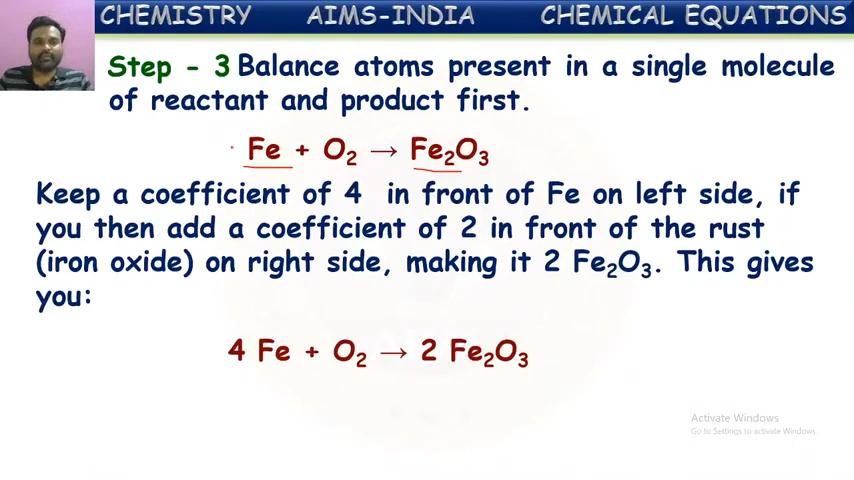 CHEMISTRY AIMS-INDIA CHEMICAL EQUATIONS
Step - 3 Balance atoms present in a single molecule
of reactant and product first.
Fe + O₂ → Fe₂O₃
Keep a coefficient of 4 in front of Fe on left side, if
you then add a coefficient of 2 in front of the rust
(iron oxide) on right side, making it 2 Fe₂O₃. This gives
you:
4 Fe + O₂ → 2 Fe₂O₃
Activate Windows
Go to Settings to activate Windows.